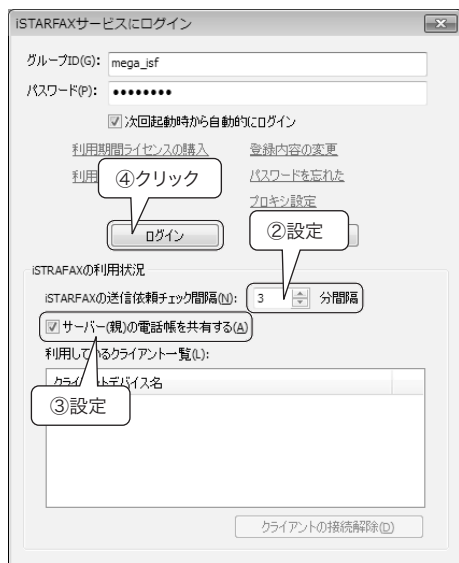 iSTARFAXサービスにログイン
グループID(G): mega_isf
パスワード(P): ●●●●●●●●
次回起動時から自動的にログイン
利用期間ライセンスの購入 登録内容の変更
利用 パスワードを忘れた
④クリック
プロキシ設定
ログイン
②設定
iSTRAFAXの利用状況
iSTARFAXの送信依頼チェック間隔(N): 3 分間隔
サーバー(親)の電話帳を共有する(A)
利用しているクライアント一覧(L):
クライアントデバイス名
③設定
クライアントの接続解除(D)